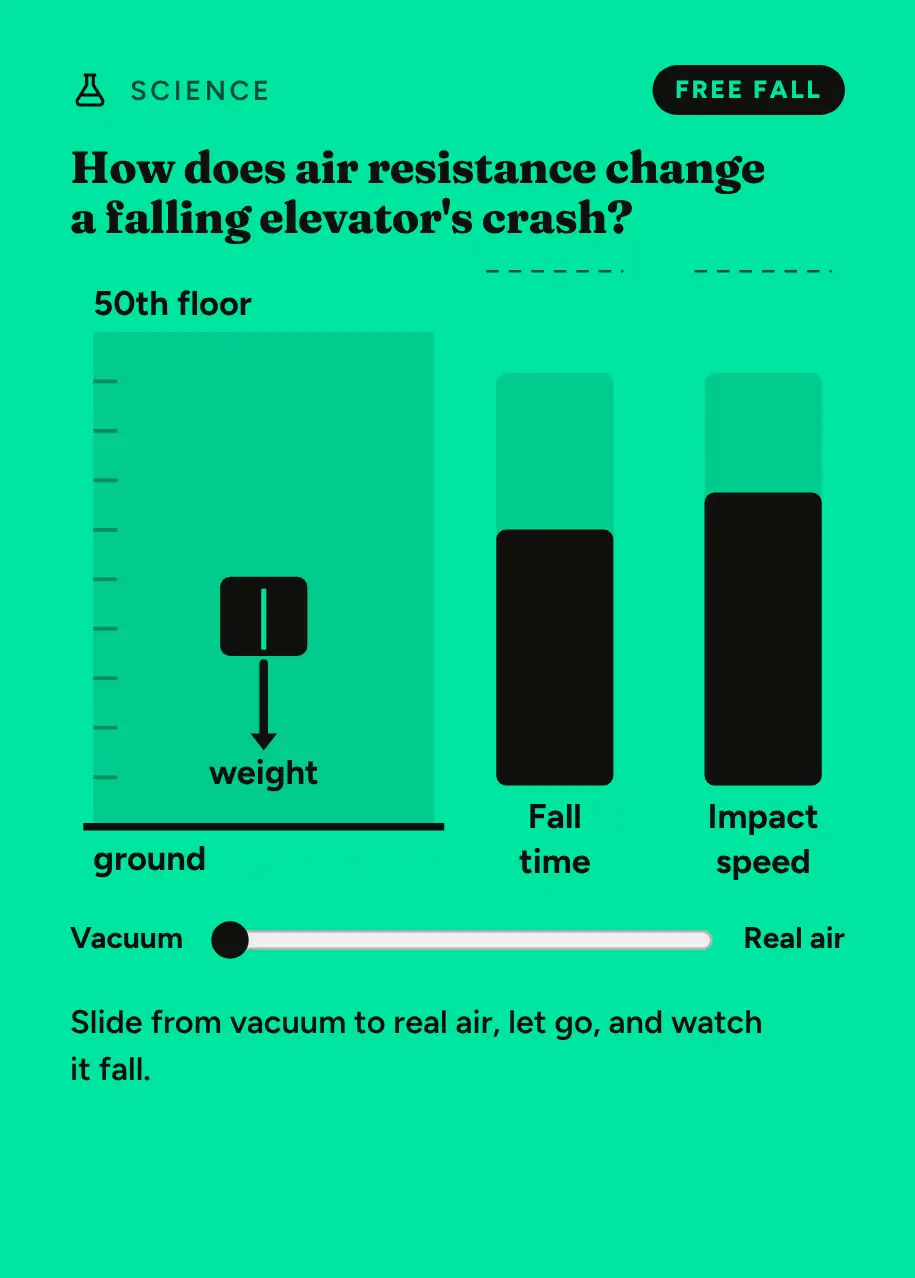 SCIENCE
FREE FALL
How does air resistance change
a falling elevator's crash?
50th floor
weight
ground
Fall
time
Impact
speed
Vacuum
Real air
Slide from vacuum to real air, let go, and watch
it fall.